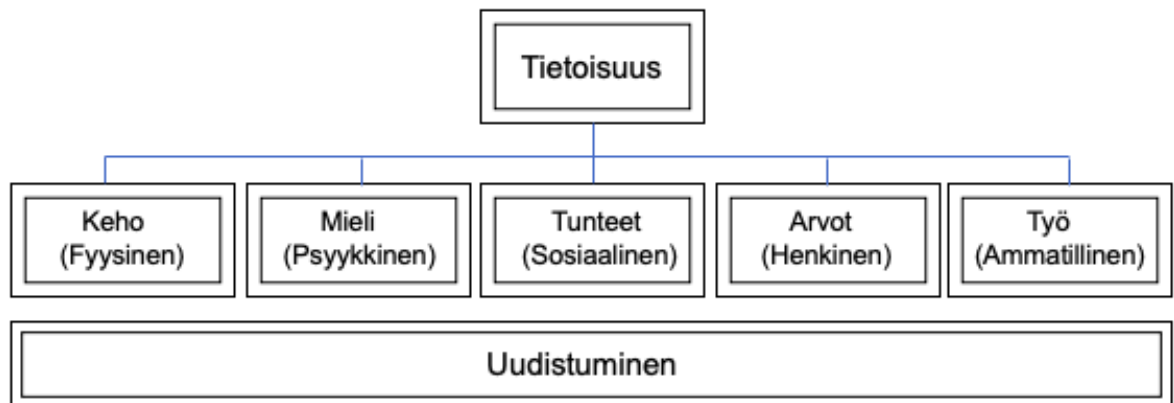 Tietoisuus
Keho
(Fyysinen)
Mieli
(Psyykkinen)
Tunteet
(Sosiaalinen)
Arvot
(Henkinen)
Työ
(Ammatillinen)
Uudistuminen